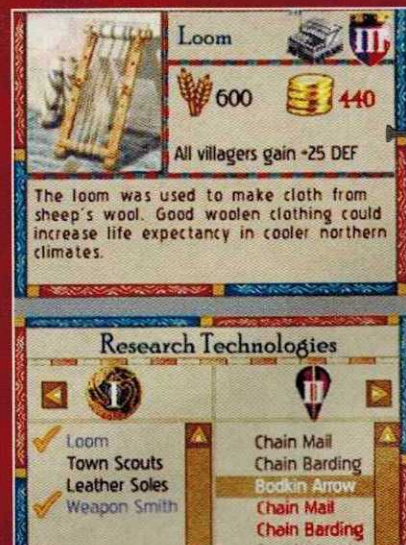 Loom
III
600 440
All villagers gain +25 DEF
The loom was used to make cloth from
sheep's wool. Good woolen clothing could
increase life expectancy in cooler northern
climates.
Research Technologies
I II
Loom
Town Scouts
Leather Soles
Weapon Smith
Chain Mail
Chain Barding
Bodkin Arrow
Chain Mail
Chain Barding